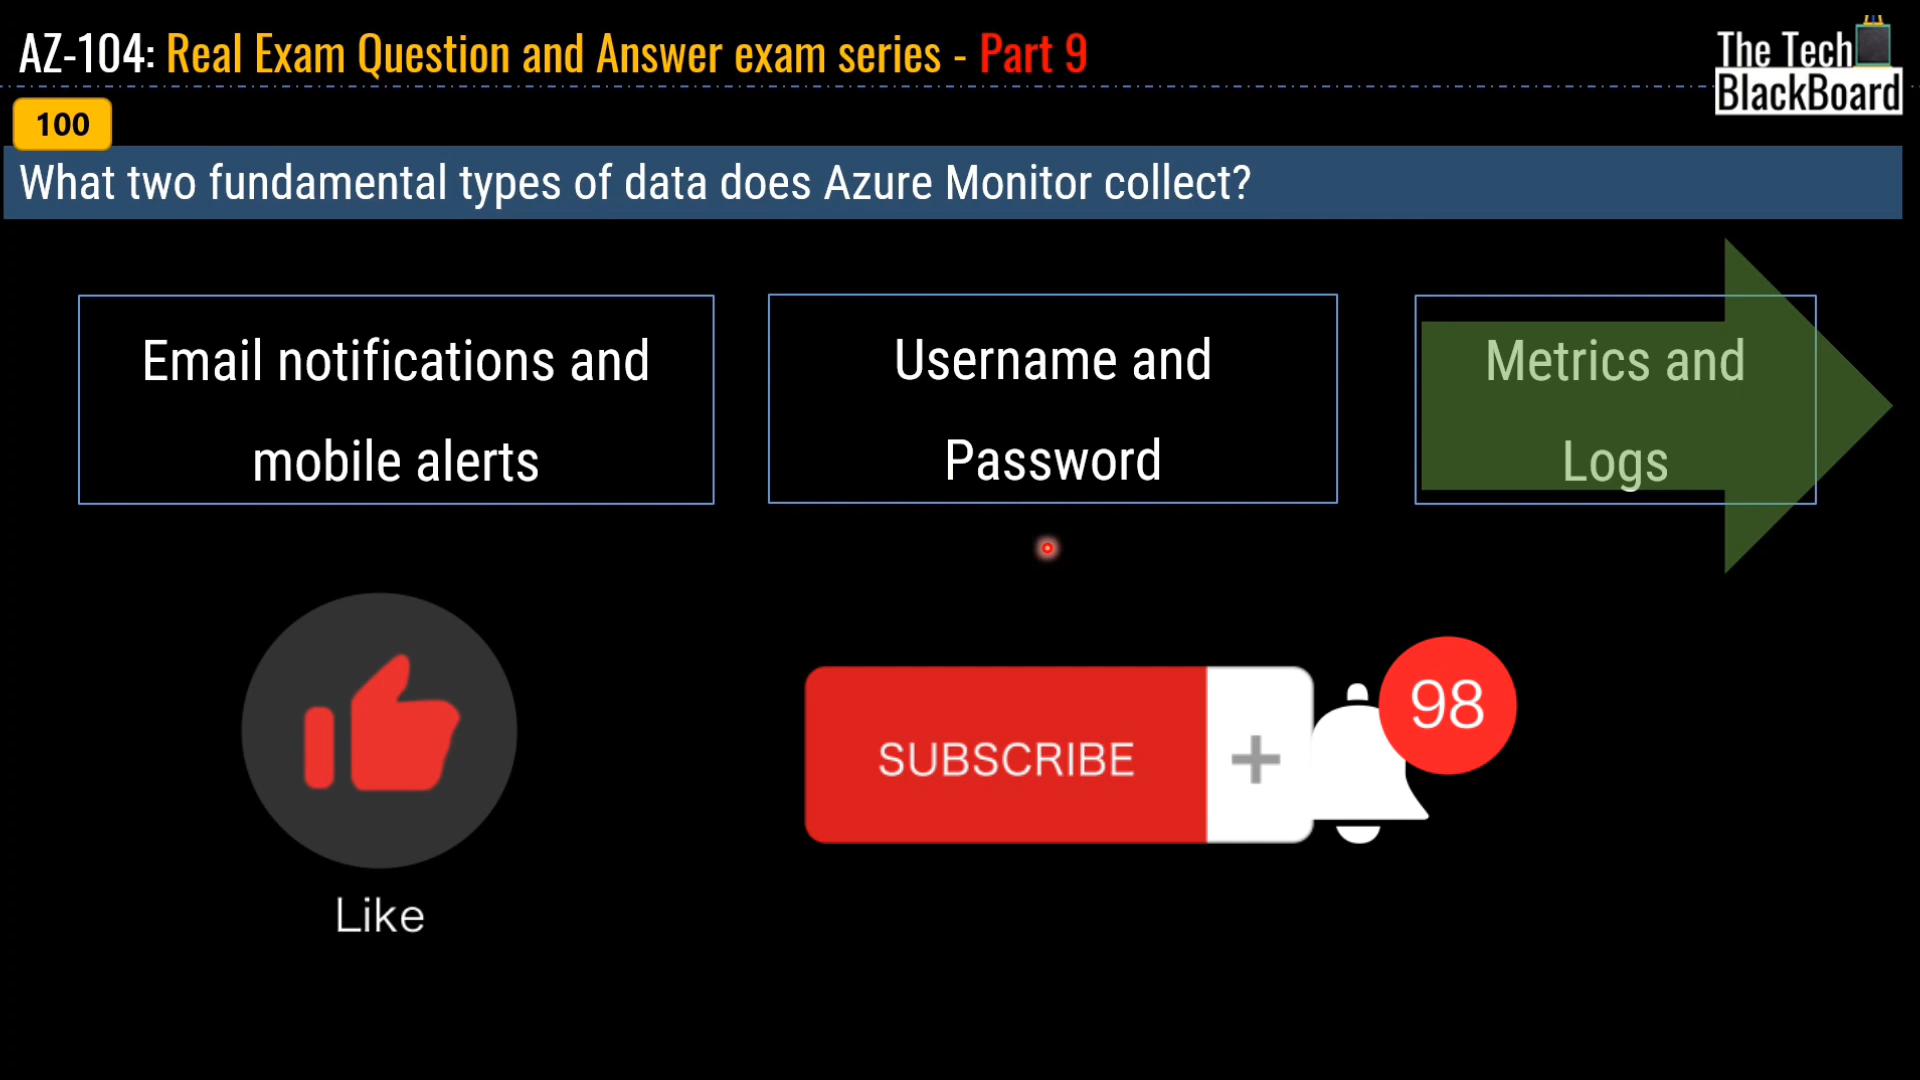 AZ-104: Real Exam Question and Answer exam series - Part 9
The Tech
BlackBoard
100
What two fundamental types of data does Azure Monitor collect?
Email notifications and
mobile alerts
Username and
Password
Metrics and
Logs
98
SUBSCRIBE +
Like